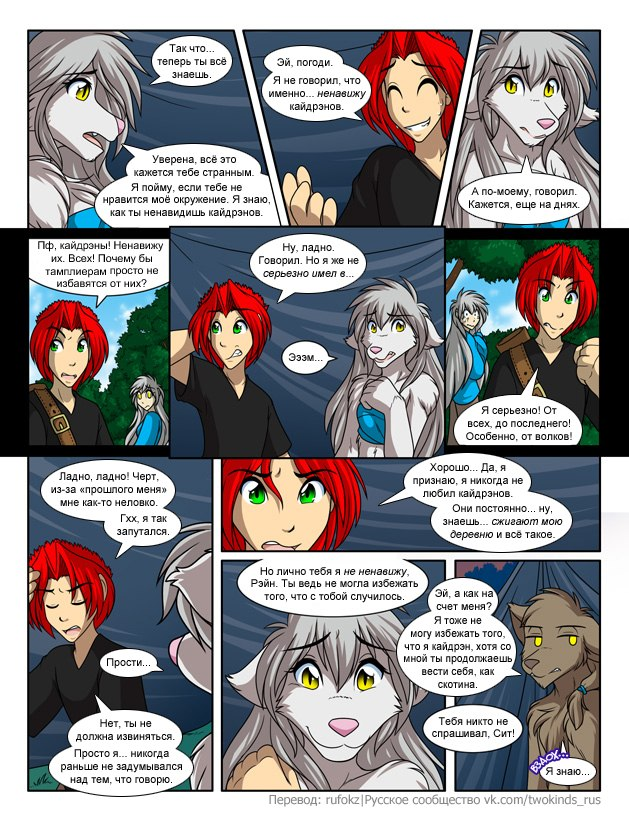 Так что...
теперь ты всё
знаешь.
Уверена, всё это
кажется тебе странным.
Я пойму, если тебе не
нравится моё окружение. Я знаю,
как ты ненавидишь кайдрэнов.
Эй, погоди.
Я не говорил, что
именно... ненавижу
кайдрэнов.
А по-моему, говорил.
Кажется, еще на днях.
Пф, кайдрэны! Ненавижу
их. Всех! Почему бы
тамплиерам просто не
избавятся от них?
Ну, ладно.
Говорил. Но я же не
серьезно имел в...
Эээм...
Я серьезно! От
всех, до последнего!
Особенно, от волков!
Ладно, ладно! Черт,
из-за «прошлого меня»
мне как-то неловко.
Гхх, я так
запутался.
Прости...
Нет, ты не
должна извиняться.
Просто я... никогда
раньше не задумывался
над тем, что говорю.
Хорошо... Да, я
признаю, я никогда не
любил кайдрэнов.
Они постоянно... ну,
знаешь... сжигают мою
деревню и всё такое.
Но лично тебя я не ненавижу,
Рэйн. Ты ведь не могла избежать
того, что с тобой случилось.
Эй, а как на
счет меня?
Я тоже не
могу избежать того,
что я кайдрэн, хотя со
мной ты продолжаешь
вести себя, как
скотина.
Тебя никто не
спрашивал, Сит!
ВЗДОХ...
Я знаю...
Перевод: rufokz|Русское сообщество vk.com/twokinds_rus